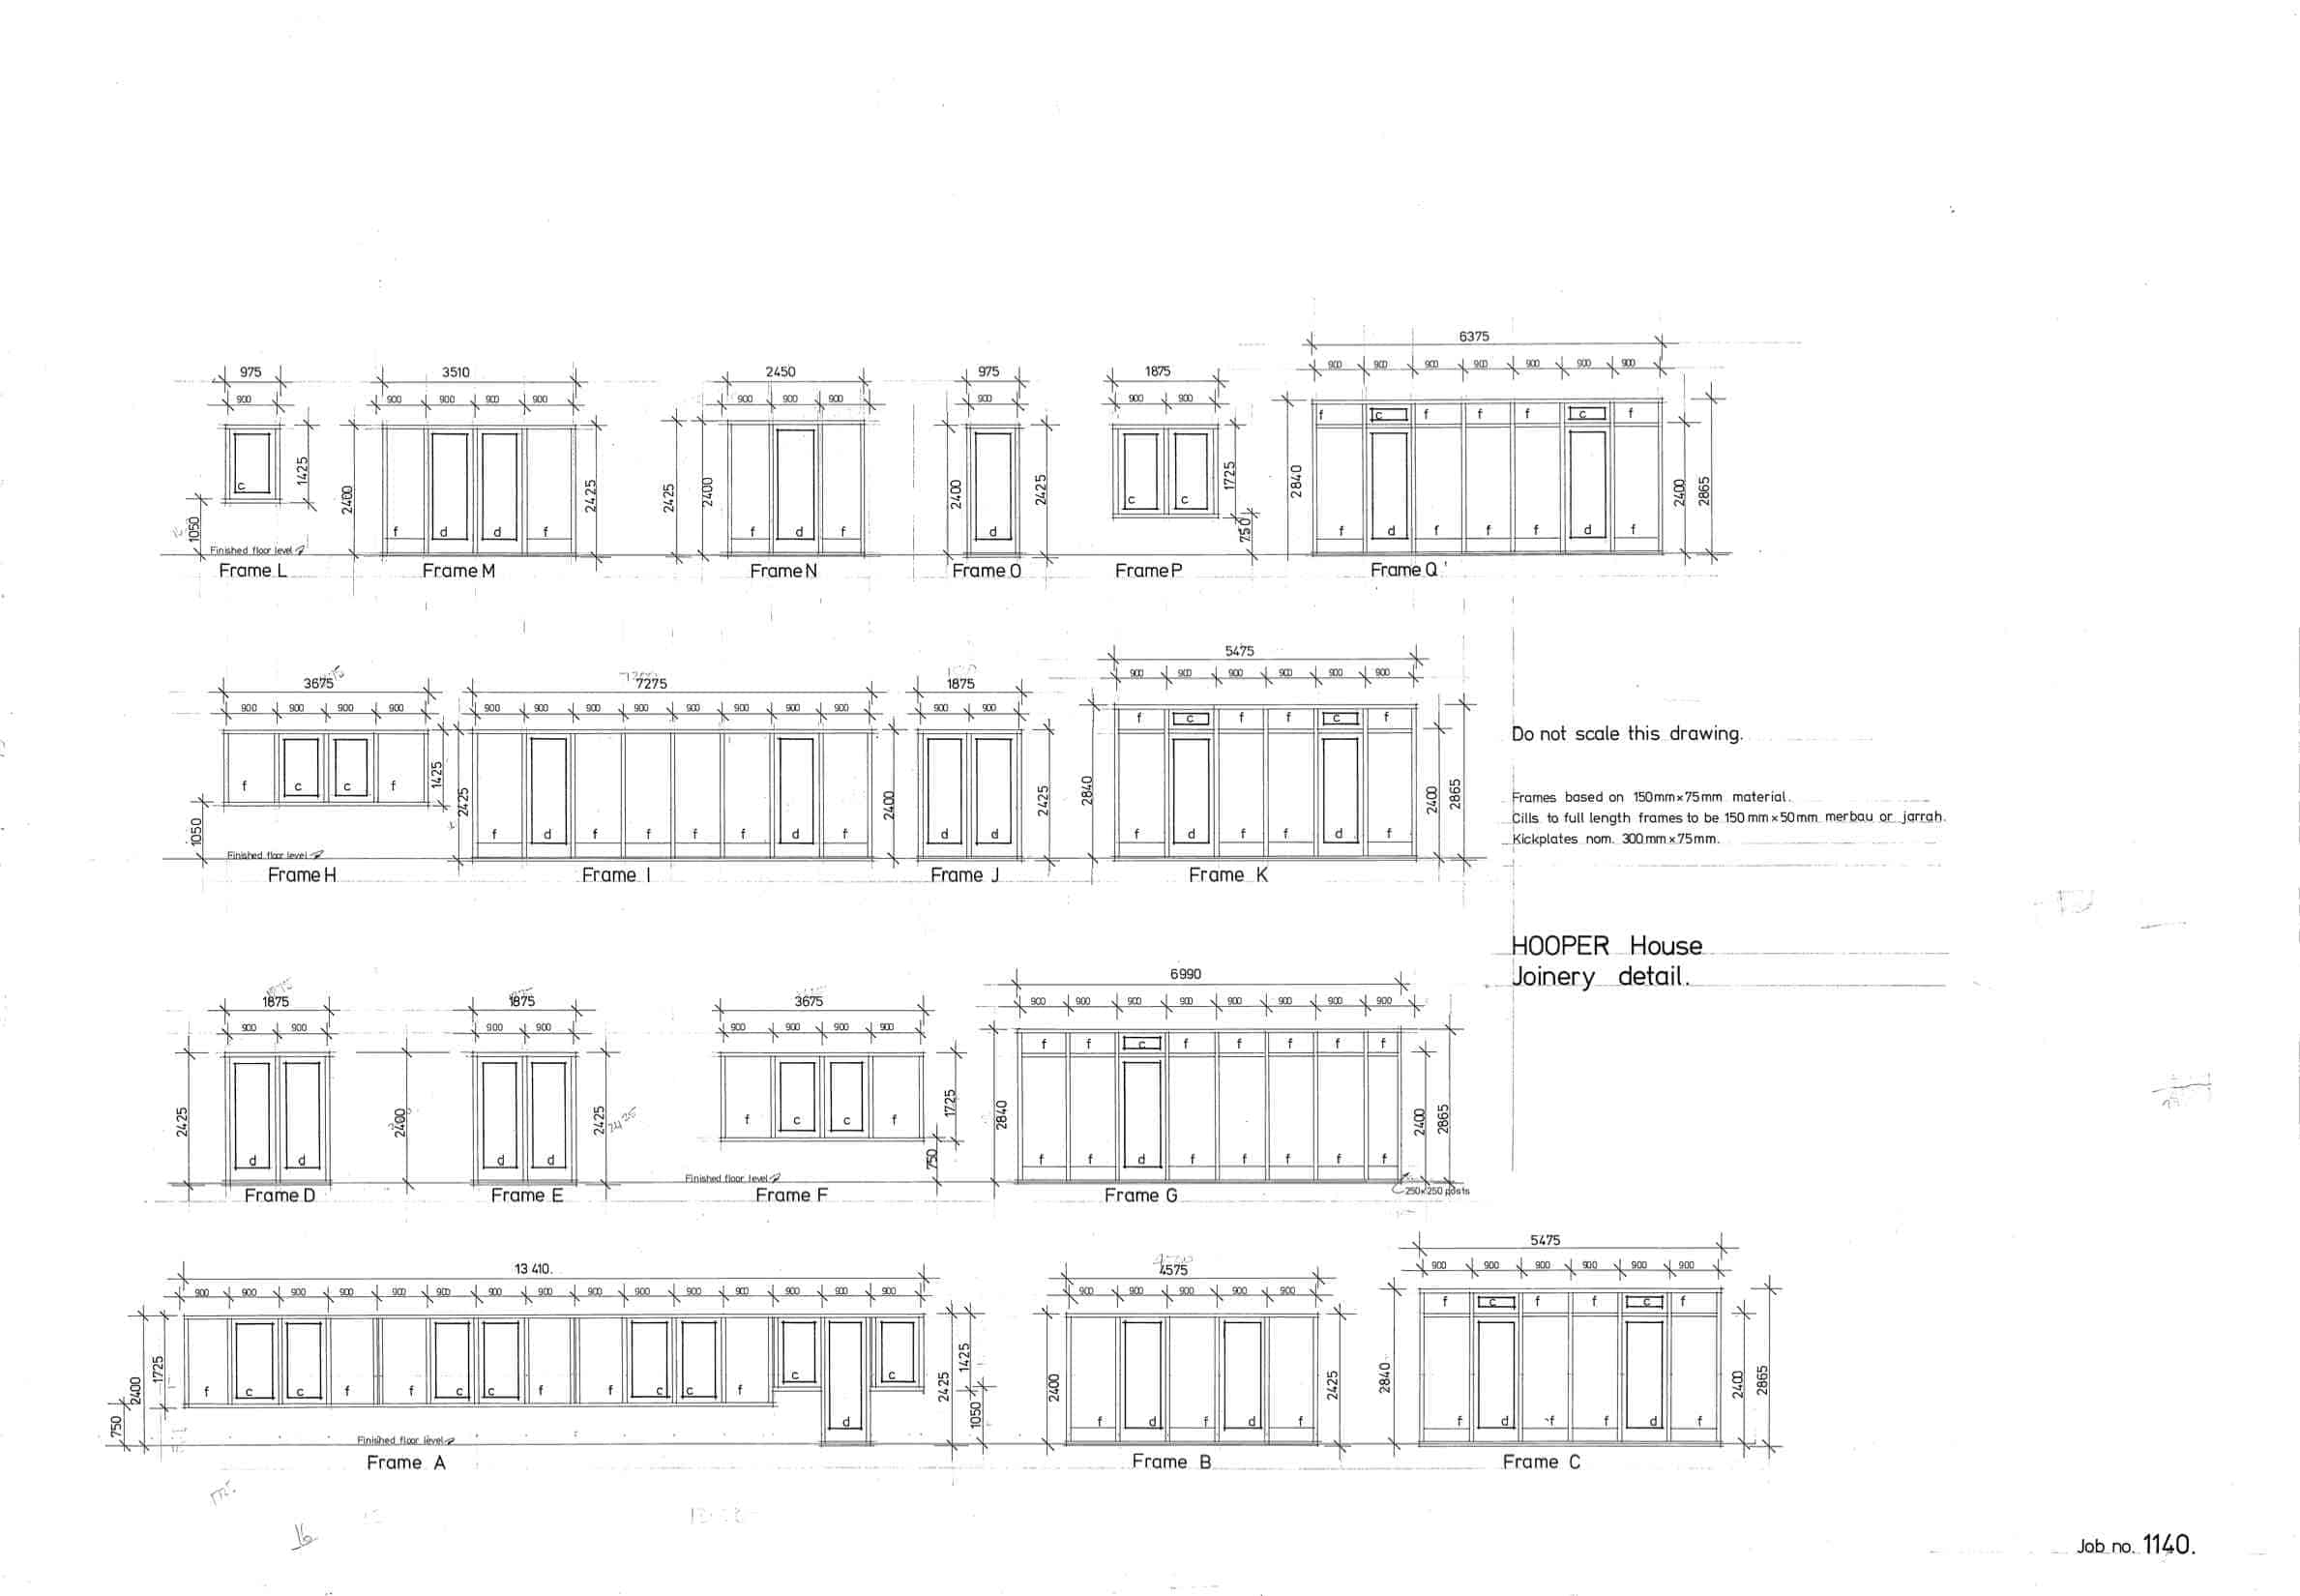 6375
900 900 900 900 900 900 900
975
3510
2450
975
1875
900
900 900 900 900
900 900 900
900
900 900
f c f f f c f
1425
2400
2425
2425
2400
2400
2425
1725
2840
2400
2865
c
c c
1050
f d d f
f d f
d
750
f d f f f d f
Finished floor level
Frame L
Frame M
Frame N
Frame O
Frame P
Frame Q
5475
900 900 900 900 900 900
3675
7275
1875
900 900 900 900
900 900 900 900 900 900 900 900
900 900
f c f f c f
1425
2425
2400
2425
2840
2400
2865
f c c f
1050
f d f f f f d f
d d
f d f f d f
Finished floor level
Frame H
Frame I
Frame J
Frame K
Do not scale this drawing.
Frames based on 150mm×75mm material.
Cills to full length frames to be 150mm×50mm merbau or jarrah.
Kickplates nom. 300mm×75mm.
HOOPER House
Joinery detail.
6990
900 900 900 900 900 900 900 900
1875
1875
3675
900 900
900 900
900 900 900 900
f f c f f f f f
2425
2400
2425
2425
1725
2840
2400
2865
f c c f
750
d d
d d
f f d f f f f f
Finished floor level
250×250 posts
Frame D
Frame E
Frame F
Frame G
5475
900 900 900 900 900 900
13 410.
4575
900 900 900 900 900 900 900 900 900 900 900 900 900 900 900
900 900 900 900 900
f c f f c f
750
2400
1725
2425
1425
1050
2400
2425
2840
2400
2865
f c c f f c c f f c c f c d c
f d f d f
f d f f d f
Finished floor level
Frame A
Frame B
Frame C
16
Job no. 1140.